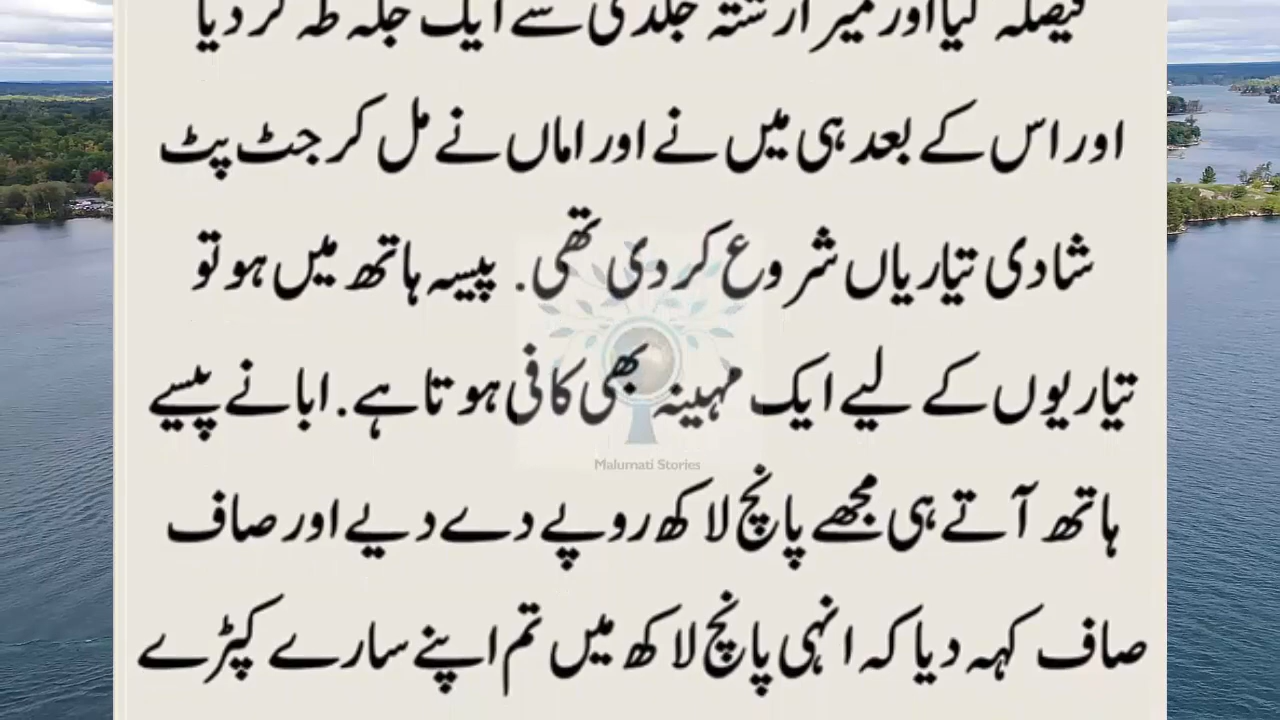 فیصلہ کیا اور میرا رشتہ جلدی سے ایک جگہ طہ کر دیا
اور اس کے بعد ہی میں نے اور اماں نے مل کر جٹ پٹ
شادی تیاریاں شروع کر دی تھی. پیسہ ہاتھ میں ہو تو
تیاریوں کے لیے ایک مہینہ بھی کافی ہوتا ہے. ابا نے پیسے
Malumati Stories
ہاتھ آتے ہی مجھے پانچ لاکھ روپے دے دیے اور صاف
صاف کہہ دیا کہ انہی پانچ لاکھ میں تم اپنے سارے کپڑے